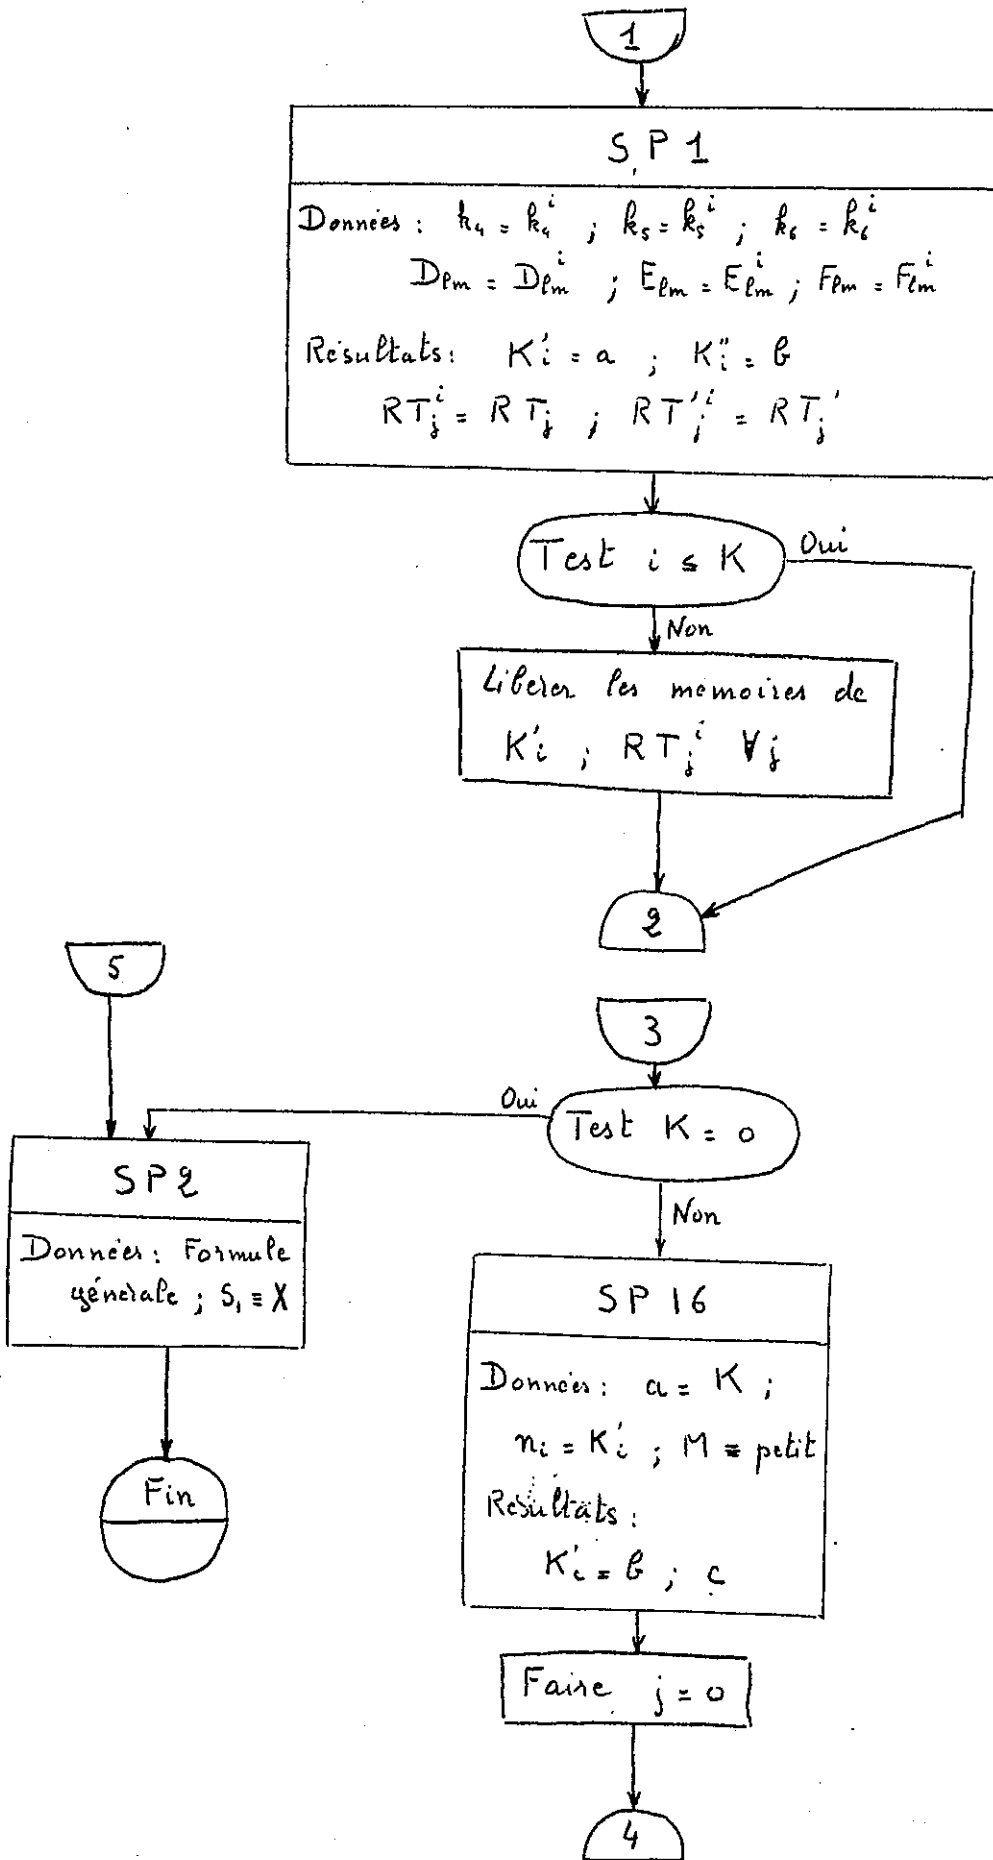 1
SP1
Données : k₄ = k₄ⁱ ; k₅ = k₅ⁱ ; k₆ = k₆ⁱ
Dℓm = Dℓmⁱ ; Eℓm = Eℓmⁱ ; Fℓm = Fℓmⁱ
Résultats : K'i = a ; K"i = b
RTjⁱ = RTj ; RT'jⁱ = RTj'
Test i ≤ K
Oui
Non
Libérer les mémoires de
K'i ; RTjⁱ ∀j
2
5
3
Oui
Test K = 0
Non
SP2
Données : Formule
générale ; S₁ ≡ X
Fin
SP16
Données : a = K ;
ni = K'i ; M ≡ petit
Résultats :
K'i = b ; c
Faire j = 0
4